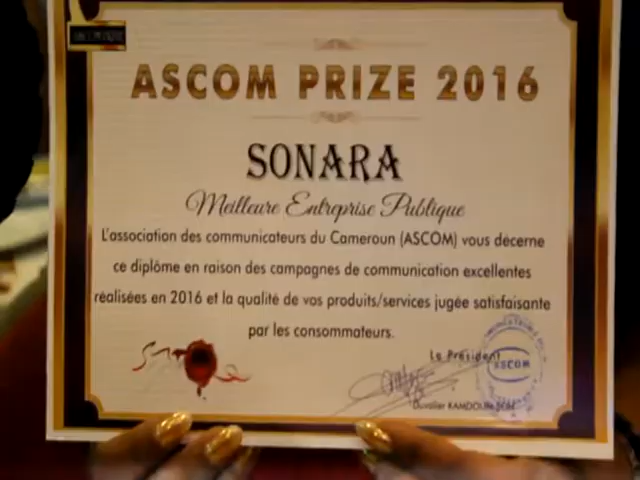 ASCOM PRIZE 2016
SONARA
Meilleure Entreprise Publique
L'association des communicateurs du Cameroun (ASCOM) vous décerne
ce diplôme en raison des campagnes de communication excellentes
réalisées en 2016 et la qualité de vos produits/services jugée satisfaisante
par les consommateurs.
Le Président
ASCOM
Duvalier